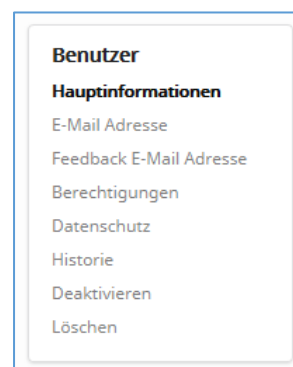 Benutzer
Hauptinformationen
E-Mail Adresse
Feedback E-Mail Adresse
Berechtigungen
Datenschutz
Historie
Deaktivieren
Löschen